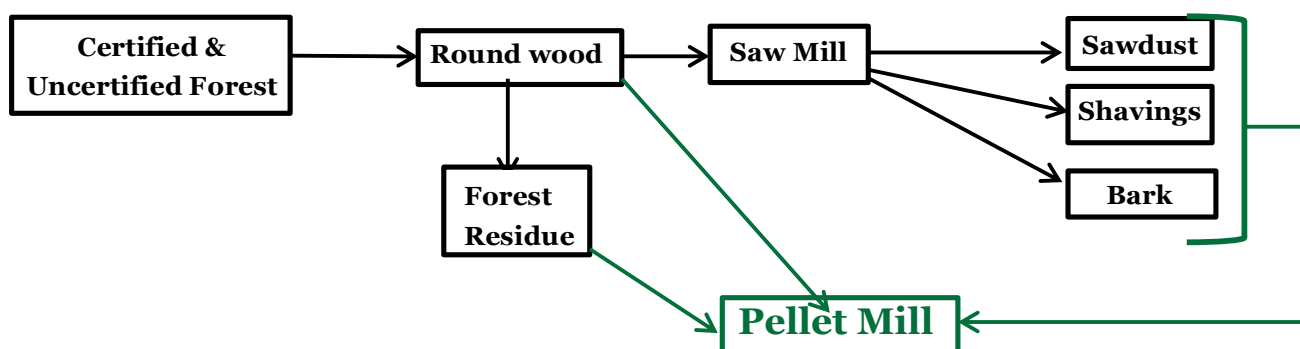 Certified &
Uncertified Forest
Round wood
Saw Mill
Sawdust
Shavings
Bark
Forest
Residue
Pellet Mill